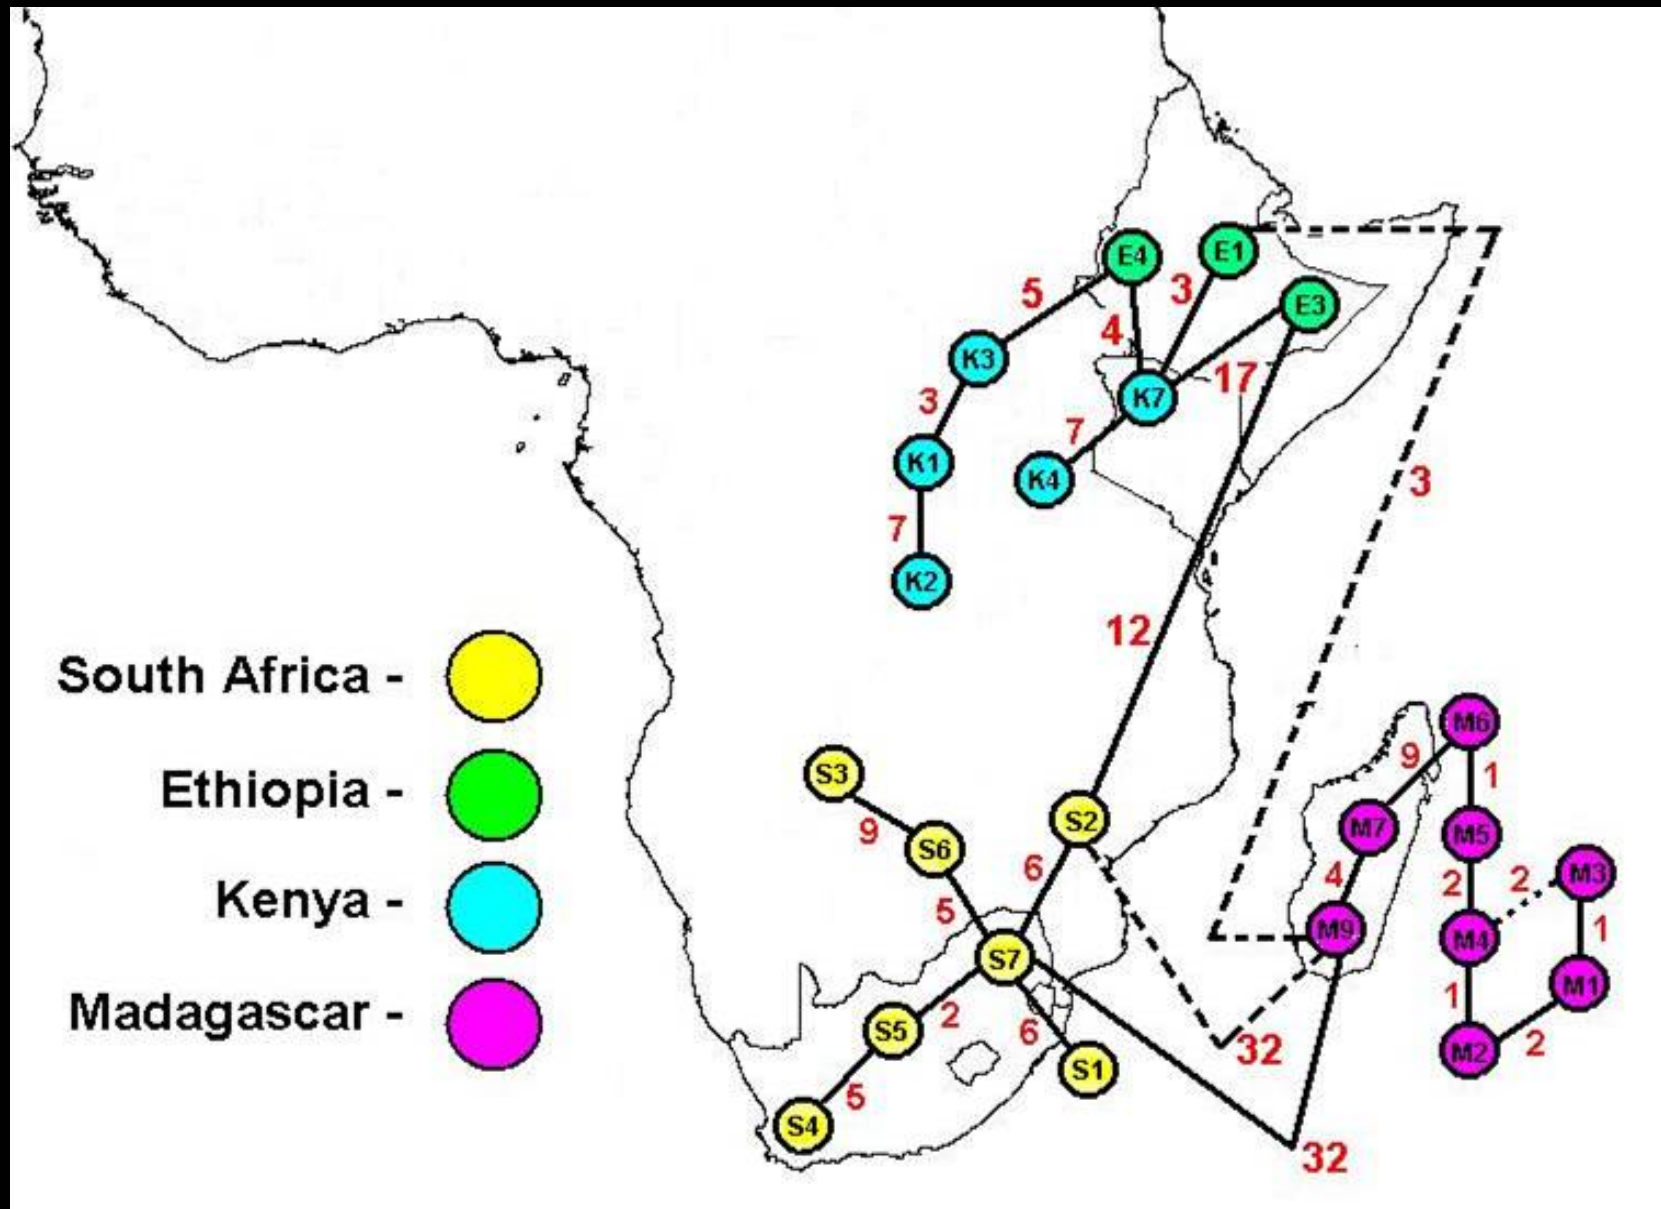 E4
E1
5
3
E3
4
K3
17
K7
3
7
K1
K4
3
7
K2
12
South Africa -
M6
9
1
Ethiopia -
S3
S2
M7
M5
9
S6
6
4
2
2
M3
Kenya -
5
M9
M4
1
S7
Madagascar -
1
M1
S5
2
6
32
M2
2
S1
5
S4
32